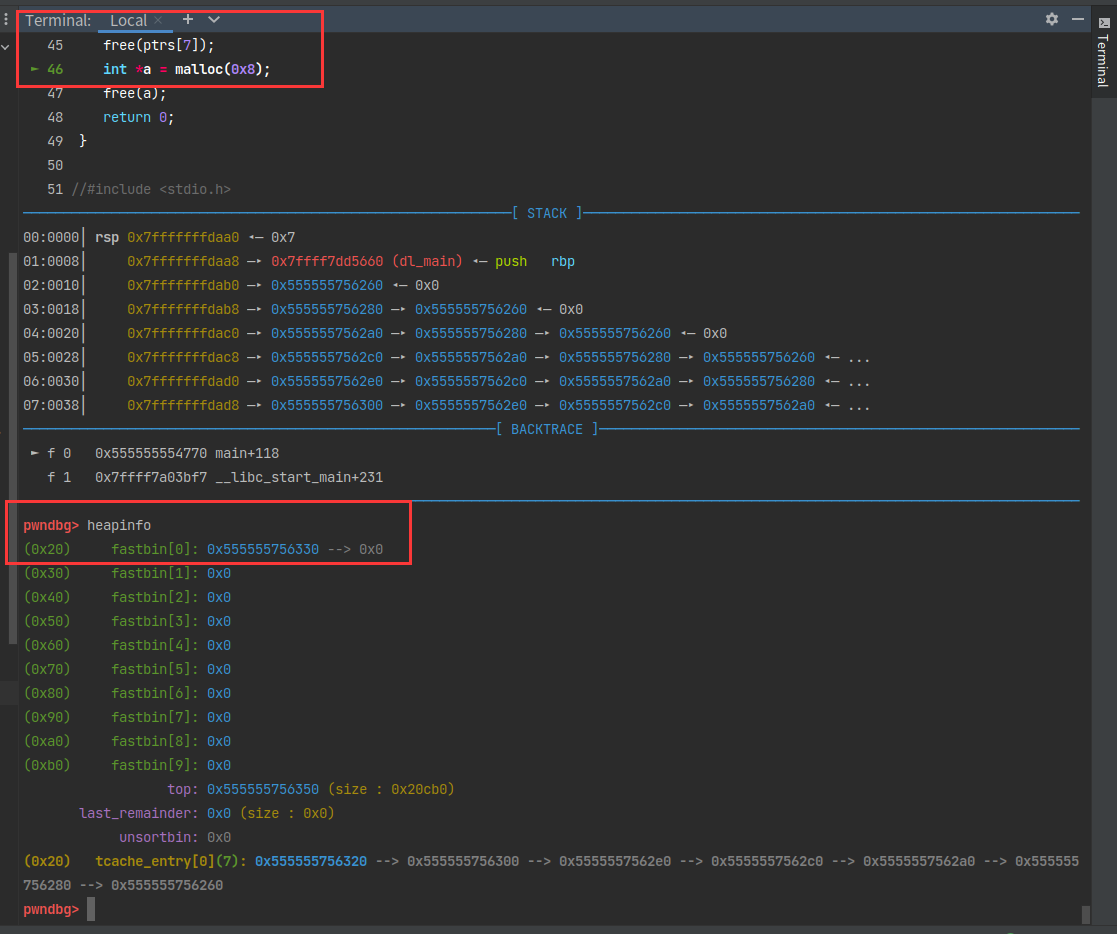 Terminal: Local × +
Terminal
45 free(ptrs[7]);
► 46 int *a = malloc(0x8);
47 free(a);
48 return 0;
49 }
50
51 //#include <stdio.h>
[ STACK ]
00:0000│ rsp 0x7fffffffdaa0 ◂— 0x7
01:0008│ 0x7fffffffdaa8 —▸ 0x7ffff7dd5660 (dl_main) ◂— push rbp
02:0010│ 0x7fffffffdab0 —▸ 0x555555756260 ◂— 0x0
03:0018│ 0x7fffffffdab8 —▸ 0x555555756280 —▸ 0x555555756260 ◂— 0x0
04:0020│ 0x7fffffffdac0 —▸ 0x5555557562a0 —▸ 0x555555756280 —▸ 0x555555756260 ◂— 0x0
05:0028│ 0x7fffffffdac8 —▸ 0x5555557562c0 —▸ 0x5555557562a0 —▸ 0x555555756280 —▸ 0x555555756260 ◂— ...
06:0030│ 0x7fffffffdad0 —▸ 0x5555557562e0 —▸ 0x5555557562c0 —▸ 0x5555557562a0 —▸ 0x555555756280 ◂— ...
07:0038│ 0x7fffffffdad8 —▸ 0x555555756300 —▸ 0x5555557562e0 —▸ 0x5555557562c0 —▸ 0x5555557562a0 ◂— ...
[ BACKTRACE ]
► f 0 0x555555554770 main+118
f 1 0x7ffff7a03bf7 __libc_start_main+231
pwndbg> heapinfo
(0x20) fastbin[0]: 0x555555756330 --> 0x0
(0x30) fastbin[1]: 0x0
(0x40) fastbin[2]: 0x0
(0x50) fastbin[3]: 0x0
(0x60) fastbin[4]: 0x0
(0x70) fastbin[5]: 0x0
(0x80) fastbin[6]: 0x0
(0x90) fastbin[7]: 0x0
(0xa0) fastbin[8]: 0x0
(0xb0) fastbin[9]: 0x0
top: 0x555555756350 (size : 0x20cb0)
last_remainder: 0x0 (size : 0x0)
unsortbin: 0x0
(0x20) tcache_entry[0](7): 0x555555756320 --> 0x555555756300 --> 0x5555557562e0 --> 0x5555557562c0 --> 0x5555557562a0 --> 0x555555
756280 --> 0x555555756260
pwndbg>